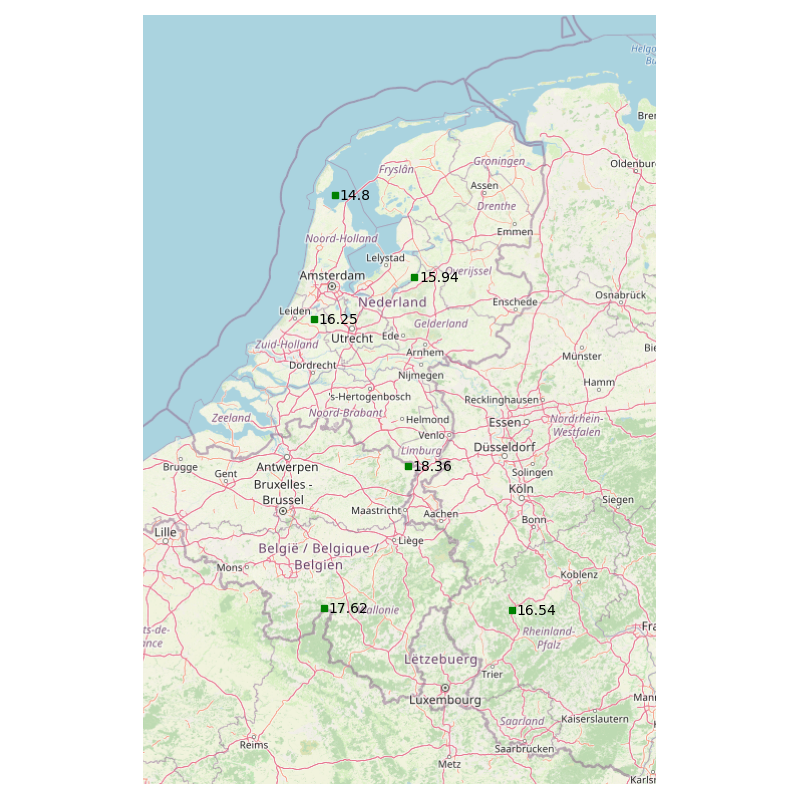 Helgo
Bu
Bre
Groningen
Oldenburg
Fryslân
Assen
14.8
Drenthe
Emmen
Noord-Holland
Lelystad
Overijssel
Amsterdam
15.94
Osnabrück
Nederland
Enschede
Leiden
16.25
Gelderland
Zuid-Holland
Utrecht
Ede
Arnhem
Münster
Bie
Dordrecht
Nijmegen
Hamm
's-Hertogenbosch
Recklinghausen
Zeeland
Noord-Brabant
Helmond
Essen
Nordrhein-
Westfalen
Venlo
Limburg
Düsseldorf
Brugge
Gent
Antwerpen
18.36
Solingen
Bruxelles -
Brussel
Köln
Siegen
Maastricht
Aachen
Bonn
Lille
Liège
België / Belgique /
Belgien
Mons
Koblenz
17.62
Wallonie
16.54
ts-de-
ance
Rheinland-
Pfalz
Fra
Lëtzebuerg
Trier
Luxembourg
Mann
Saarland
Kaiserslautern
K
Reims
Saarbrücken
Metz
Karlsr